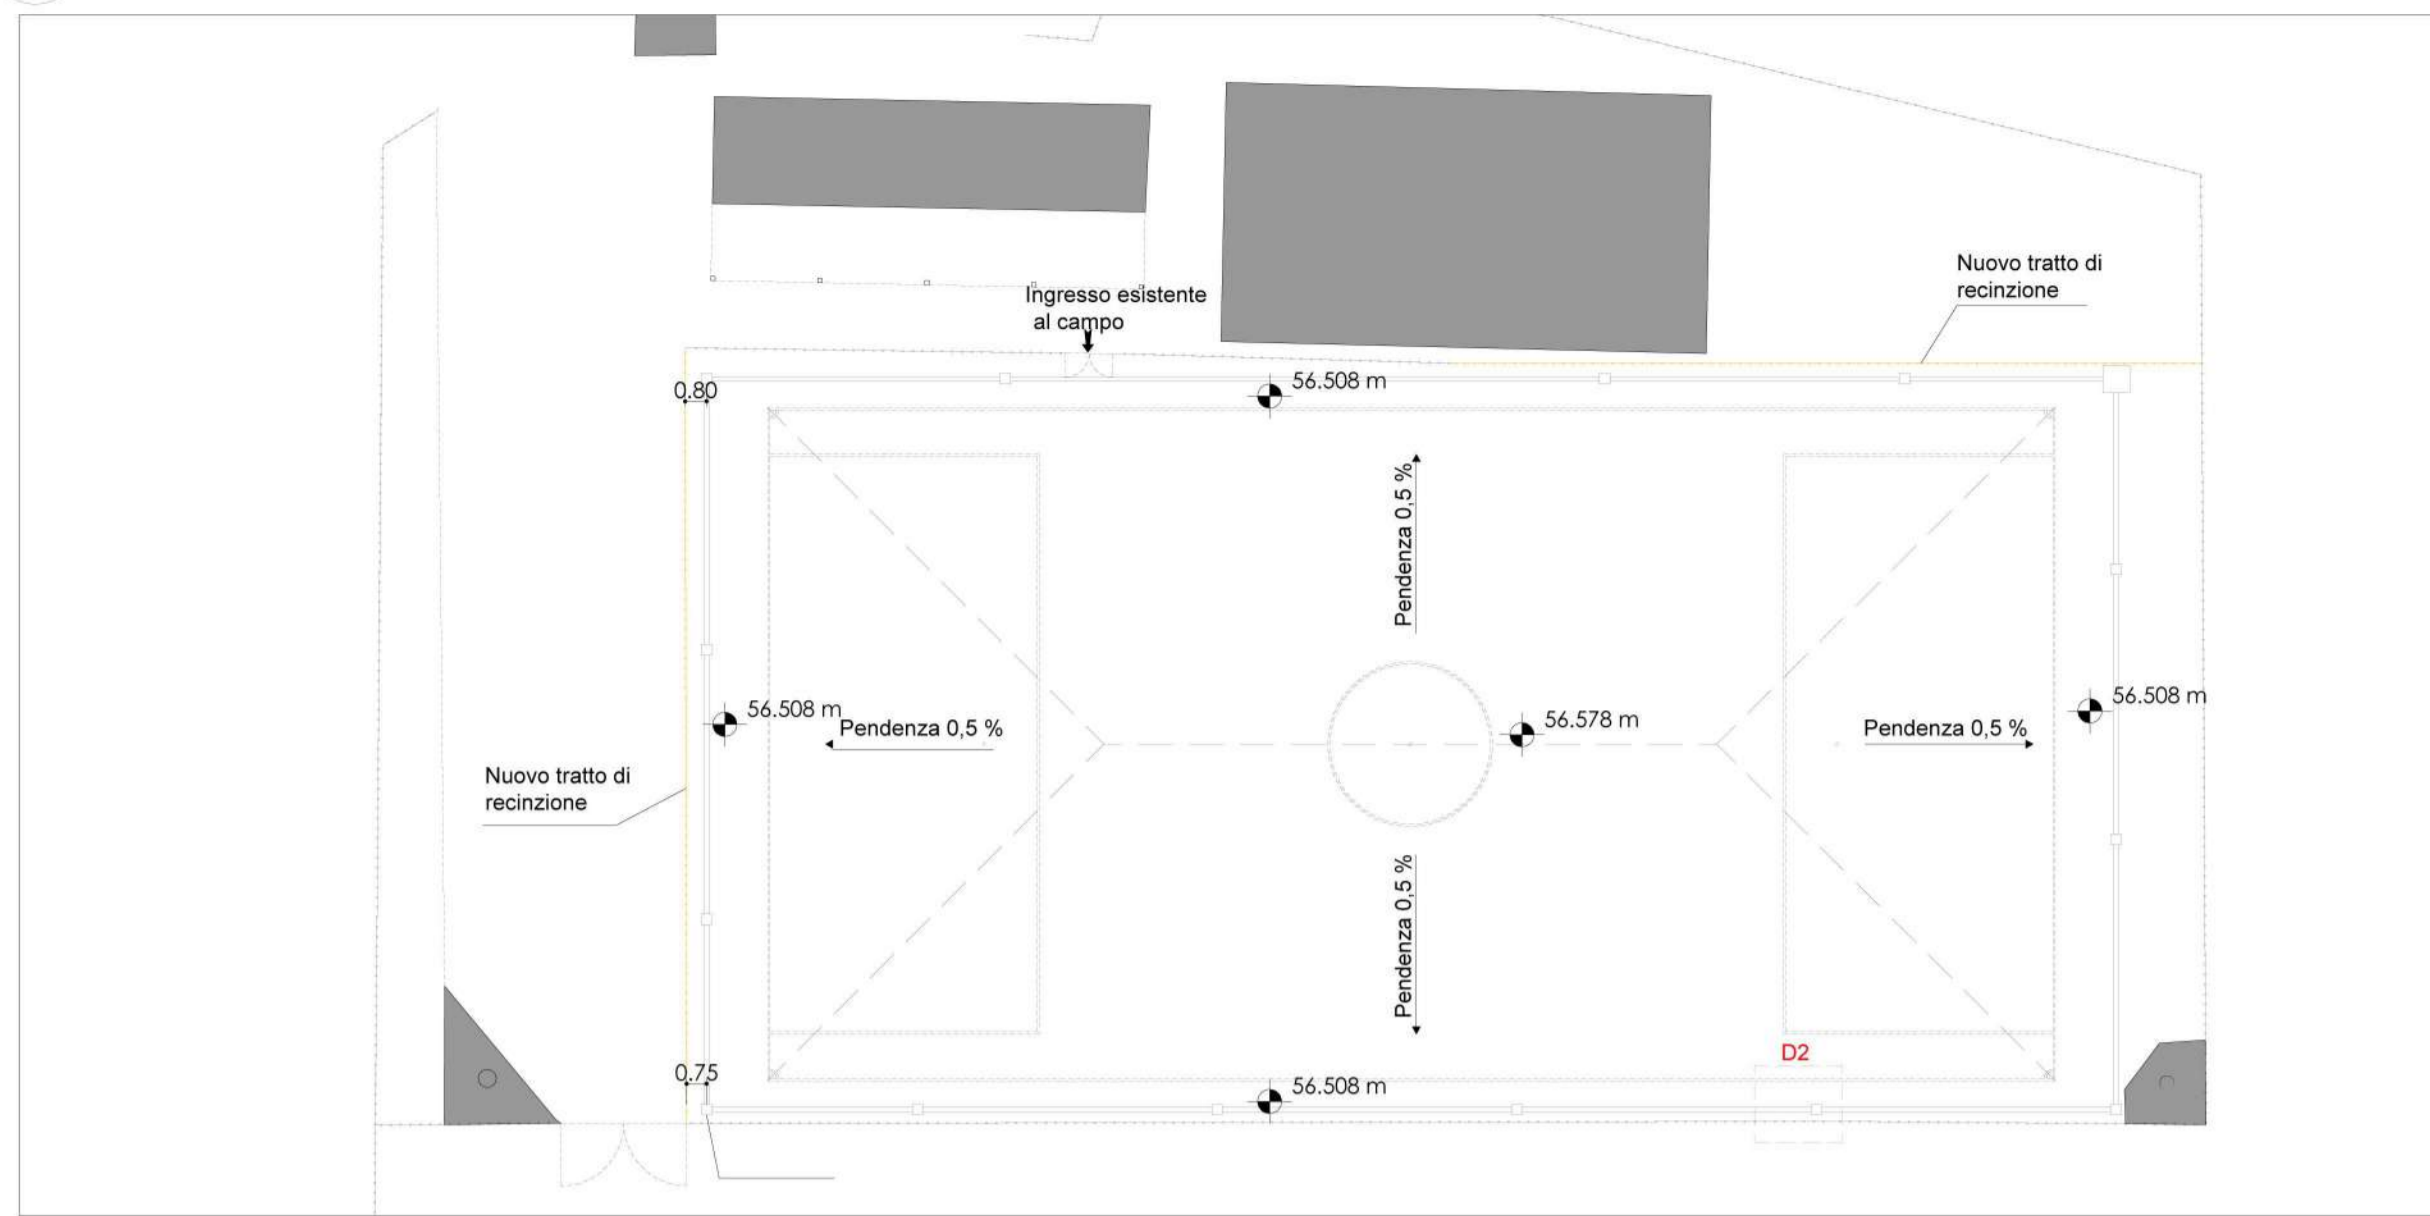 Nuovo tratto di
recinzione
Ingresso esistente
al campo
0.80
56.508 m
Pendenza 0,5 %
56.508 m
Pendenza 0,5 %
56.578 m
Pendenza 0,5 %
56.508 m
Nuovo tratto di
recinzione
Pendenza 0,5 %
D2
0.75
56.508 m